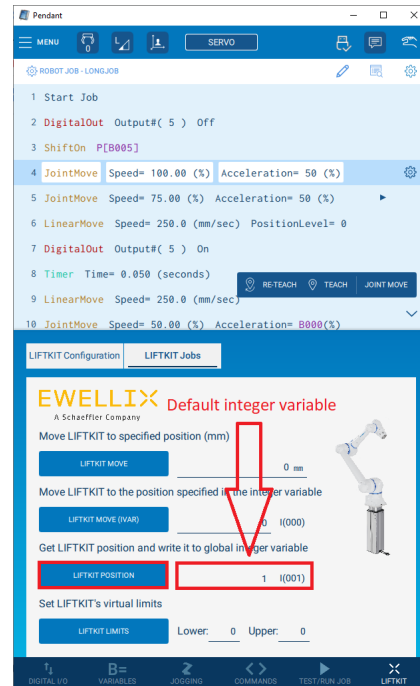 Pendant
MENU 0 L SERVO
ROBOT JOB - LONGJOB
1 Start Job
2 DigitalOut Output#( 5 ) Off
3 ShiftOn P[B005]
4 JointMove Speed= 100.00 (%) Acceleration= 50 (%)
5 JointMove Speed= 75.00 (%) Acceleration= 50 (%)
6 LinearMove Speed= 250.0 (mm/sec) PositionLevel= 0
7 DigitalOut Output#( 5 ) On
8 Timer Time= 0.050 (seconds)
RE-TEACH TEACH JOINT MOVE
9 LinearMove Speed= 250.0 (mm/sec)
10 JointMove Speed= 50.00 (%) Acceleration= B000(%)
LIFTKIT Configuration LIFTKIT Jobs
EWELLIX
A Schaeffler Company
Default integer variable
Move LIFTKIT to specified position (mm)
LIFTKIT MOVE 0 mm
Move LIFTKIT to the position specified in the integer variable
LIFTKIT MOVE (IVAR) 0 I(000)
Get LIFTKIT position and write it to global integer variable
LIFTKIT POSITION 1 I(001)
Set LIFTKIT's virtual limits
LIFTKIT LIMITS Lower: 0 Upper: 0
DIGITAL I/O VARIABLES JOGGING COMMANDS TEST/RUN JOB LIFTKIT